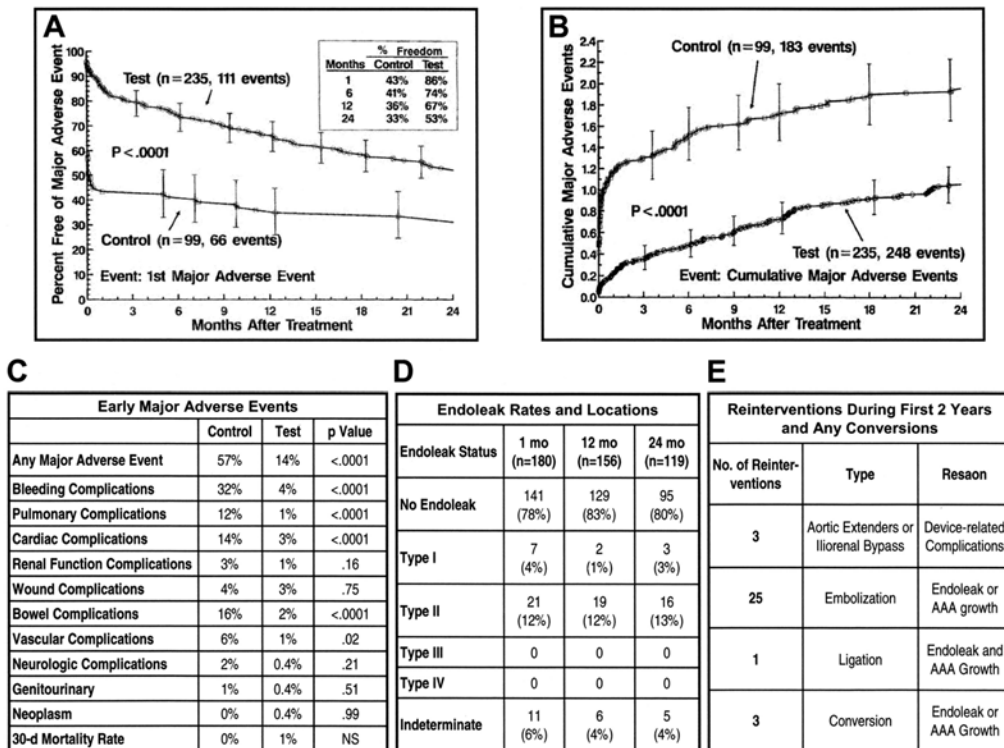 A
Percent Free of Major Adverse Event
100
90
80
70
60
50
40
30
20
10
0
Test (n=235, 111 events)
P<.0001
Control (n=99, 66 events)
Event: 1st Major Adverse Event
% Freedom
Months Control Test
1 43% 86%
6 41% 74%
12 36% 67%
24 33% 53%
0 3 6 9 12 15 18 21 24
Months After Treatment
B
Cumulative Major Adverse Events
2.4
2.2
2.0
1.8
1.6
1.4
1.2
1.0
0.8
0.6
0.4
0.2
0.0
Control (n=99, 183 events)
P<.0001
Test (n=235, 248 events)
Event: Cumulative Major Adverse Events
0 3 6 9 12 15 18 21 24
Months After Treatment
C
Early Major Adverse Events
Control Test p Value
Any Major Adverse Event 57% 14% <.0001
Bleeding Complications 32% 4% <.0001
Pulmonary Complications 12% 1% <.0001
Cardiac Complications 14% 3% <.0001
Renal Function Complications 3% 1% .16
Wound Complications 4% 3% .75
Bowel Complications 16% 2% <.0001
Vascular Complications 6% 1% .02
Neurologic Complications 2% 0.4% .21
Genitourinary 1% 0.4% .51
Neoplasm 0% 0.4% .99
30-d Mortality Rate 0% 1% NS
D
Endoleak Rates and Locations
Endoleak Status 1 mo (n=180) 12 mo (n=156) 24 mo (n=119)
No Endoleak 141 (78%) 129 (83%) 95 (80%)
Type I 7 (4%) 2 (1%) 3 (3%)
Type II 21 (12%) 19 (12%) 16 (13%)
Type III 0 0 0
Type IV 0 0 0
Indeterminate 11 (6%) 6 (4%) 5 (4%)
E
Reinterventions During First 2 Years
and Any Conversions
No. of Reinter-
ventions Type Resaon
3 Aortic Extenders or Iliorenal Bypass Device-related Complications
25 Embolization Endoleak or AAA growth
1 Ligation Endoleak and AAA Growth
3 Conversion Endoleak or AAA Growth